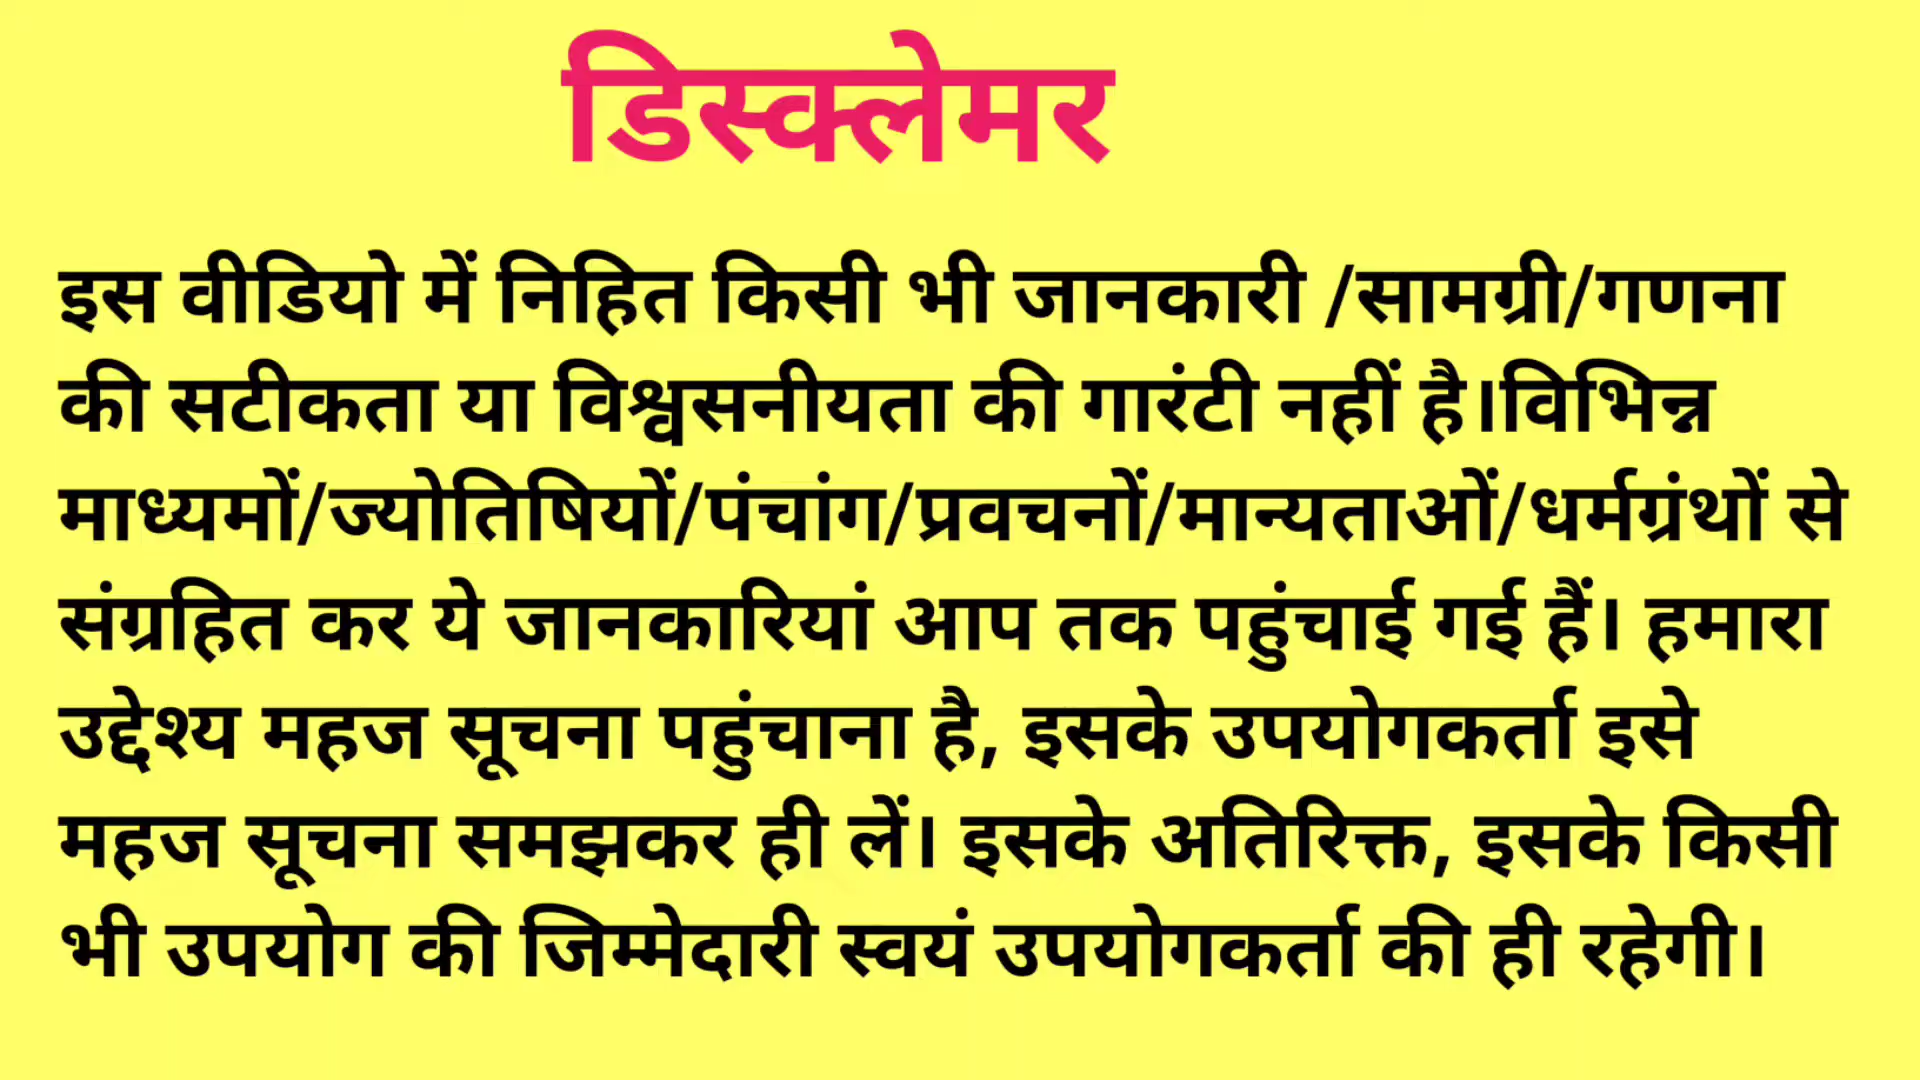 डिस्क्लेमर
इस वीडियो में निहित किसी भी जानकारी /सामग्री/गणना
की सटीकता या विश्वसनीयता की गारंटी नहीं है।विभिन्न
माध्यमों/ज्योतिषियों/पंचांग/प्रवचनों/मान्यताओं/धर्मग्रंथों से
संग्रहित कर ये जानकारियां आप तक पहुंचाई गई हैं। हमारा
उद्देश्य महज सूचना पहुंचाना है, इसके उपयोगकर्ता इसे
महज सूचना समझकर ही लें। इसके अतिरिक्त, इसके किसी
भी उपयोग की जिम्मेदारी स्वयं उपयोगकर्ता की ही रहेगी।